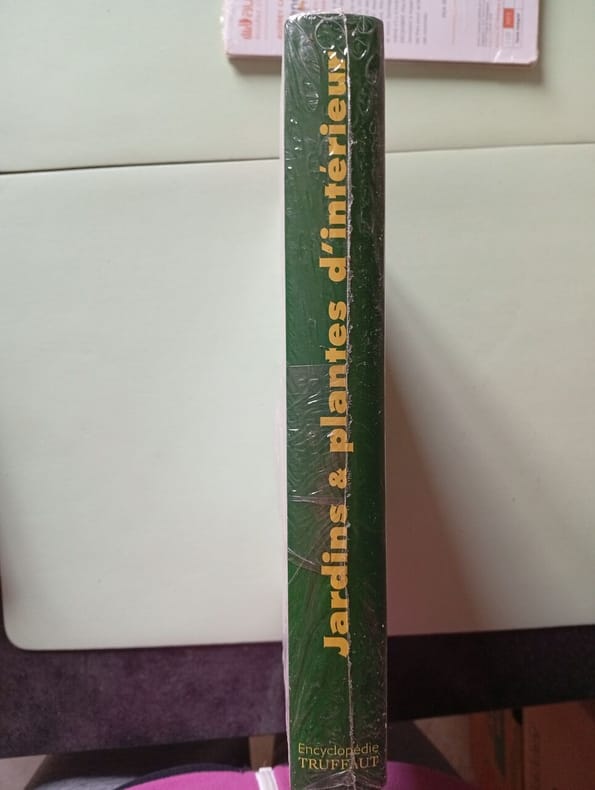 Jardins & plantes d'intérieur
Encyclopédie
TRUFFAUT